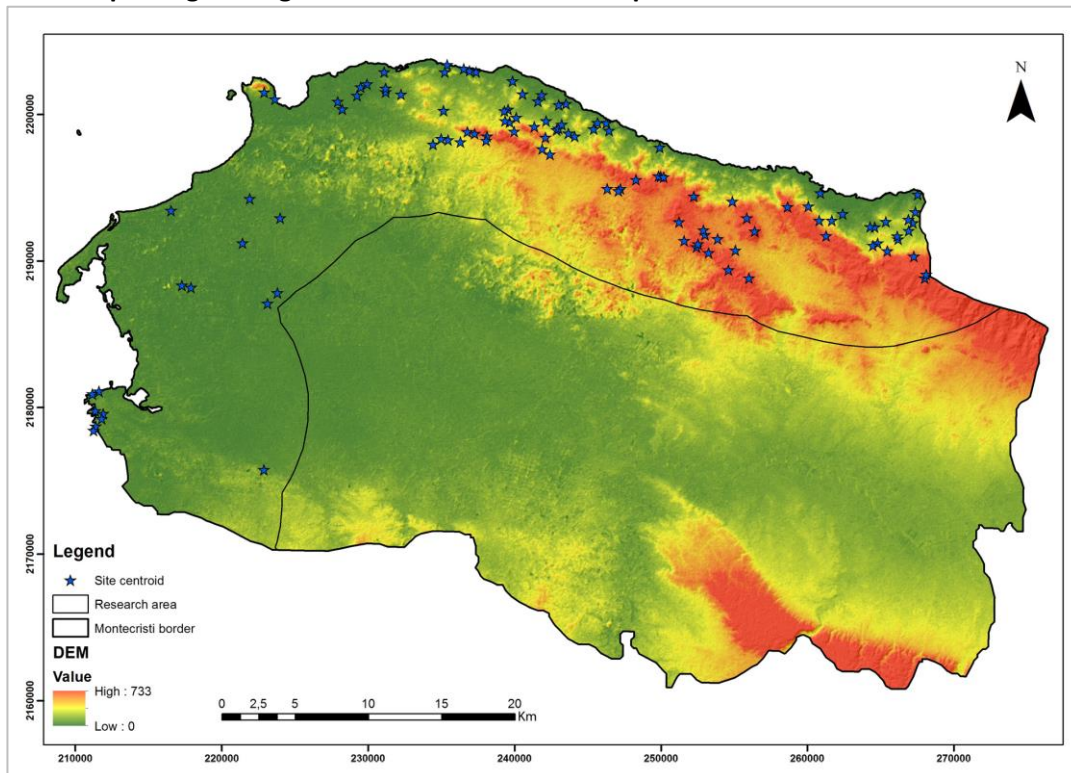 N
2200000
2190000
2180000
2170000
2160000
Legend
Site centroid
Research area
Montecristi border
DEM
Value
High : 733
Low : 0
0 2,5 5 10 15 20
Km
210000 220000 230000 240000 250000 260000 270000